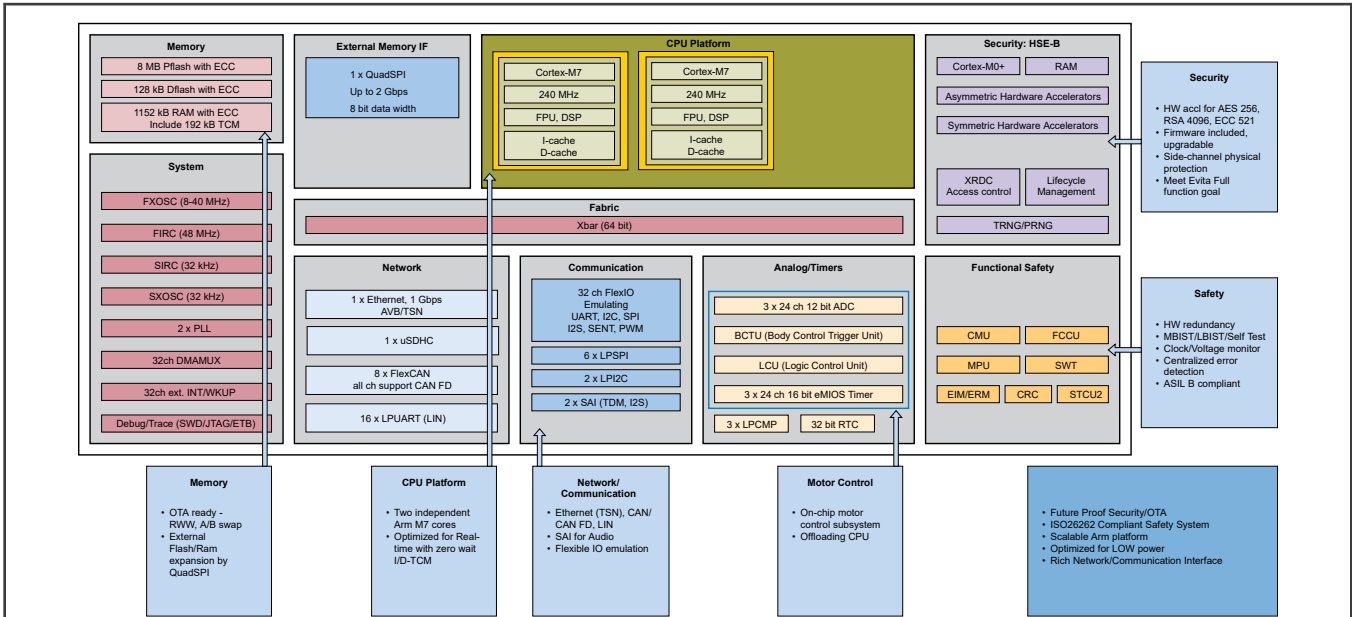 Memory
8 MB Pflash with ECC
128 kB Dflash with ECC
1152 kB RAM with ECC
Include 192 kB TCM
External Memory IF
1 x QuadSPI
Up to 2 Gbps
8 bit data width
CPU Platform
Cortex-M7
240 MHz
FPU, DSP
I-cache
D-cache
Cortex-M7
240 MHz
FPU, DSP
I-cache
D-cache
Security: HSE-B
Cortex-M0+
RAM
Asymmetric Hardware Accelerators
Symmetric Hardware Accelerators
XRDC
Access control
Lifecycle
Management
TRNG/PRNG
Security
• HW accl for AES 256,
RSA 4096, ECC 521
• Firmware included,
upgradable
• Side-channel physical
protection
• Meet Evita Full
function goal
System
FXOSC (8-40 MHz)
FIRC (48 MHz)
SIRC (32 kHz)
SXOSC (32 kHz)
2 x PLL
32ch DMAMUX
32ch ext. INT/WKUP
Debug/Trace (SWD/JTAG/ETB)
Fabric
Xbar (64 bit)
Network
1 x Ethernet, 1 Gbps
AVB/TSN
1 x uSDHC
8 x FlexCAN
all ch support CAN FD
16 x LPUART (LIN)
Communication
32 ch FlexIO
Emulating
UART, I2C, SPI
I2S, SENT, PWM
6 x LPSPI
2 x LPI2C
2 x SAI (TDM, I2S)
Analog/Timers
3 x 24 ch 12 bit ADC
BCTU (Body Control Trigger Unit)
LCU (Logic Control Unit)
3 x 24 ch 16 bit eMIOS Timer
3 x LPCMP
32 bit RTC
Functional Safety
CMU
FCCU
MPU
SWT
EIM/ERM
CRC
STCU2
Safety
• HW redundancy
• MBIST/LBIST/Self Test
• Clock/Voltage monitor
• Centralized error
detection
• ASIL B compliant
Memory
• OTA ready -
RWW, A/B swap
• External
Flash/Ram
expansion by
QuadSPI
CPU Platform
• Two independent
Arm M7 cores
• Optimized for Real-
time with zero wait
I/D-TCM
Network/
Communication
• Ethernet (TSN), CAN/
CAN FD, LIN
• SAI for Audio
• Flexible IO emulation
Motor Control
• On-chip motor
control subsystem
• Offloading CPU
• Future Proof Security/OTA
• ISO26262 Compliant Safety System
• Scalable Arm platform
• Optimized for LOW power
• Rich Network/Communication Interface